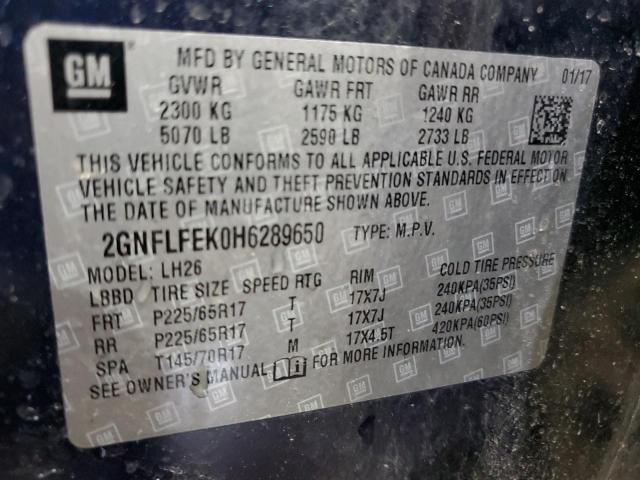 GM
MFD BY GENERAL MOTORS OF CANADA COMPANY 01/17
GVWR GAWR FRT GAWR RR
2300 KG 1175 KG 1240 KG
5070 LB 2590 LB 2733 LB
THIS VEHICLE CONFORMS TO ALL APPLICABLE U.S. FEDERAL MOTOR
VEHICLE SAFETY AND THEFT PREVENTION STANDARDS IN EFFECT ON
THE DATE OF MANUFACTURE SHOWN ABOVE.
2GNFLFEK0H6289650 TYPE: M.P.V.
MODEL: LH26
LBBD TIRE SIZE SPEED RTG RIM COLD TIRE PRESSURE
FRT P225/65R17 T 17X7J 240KPA(35PSI)
RR P225/65R17 T 17X7J 240KPA(35PSI)
SPA T145/70R17 M 17X4.5T 420KPA(60PSI)
SEE OWNER'S MANUAL FOR MORE INFORMATION